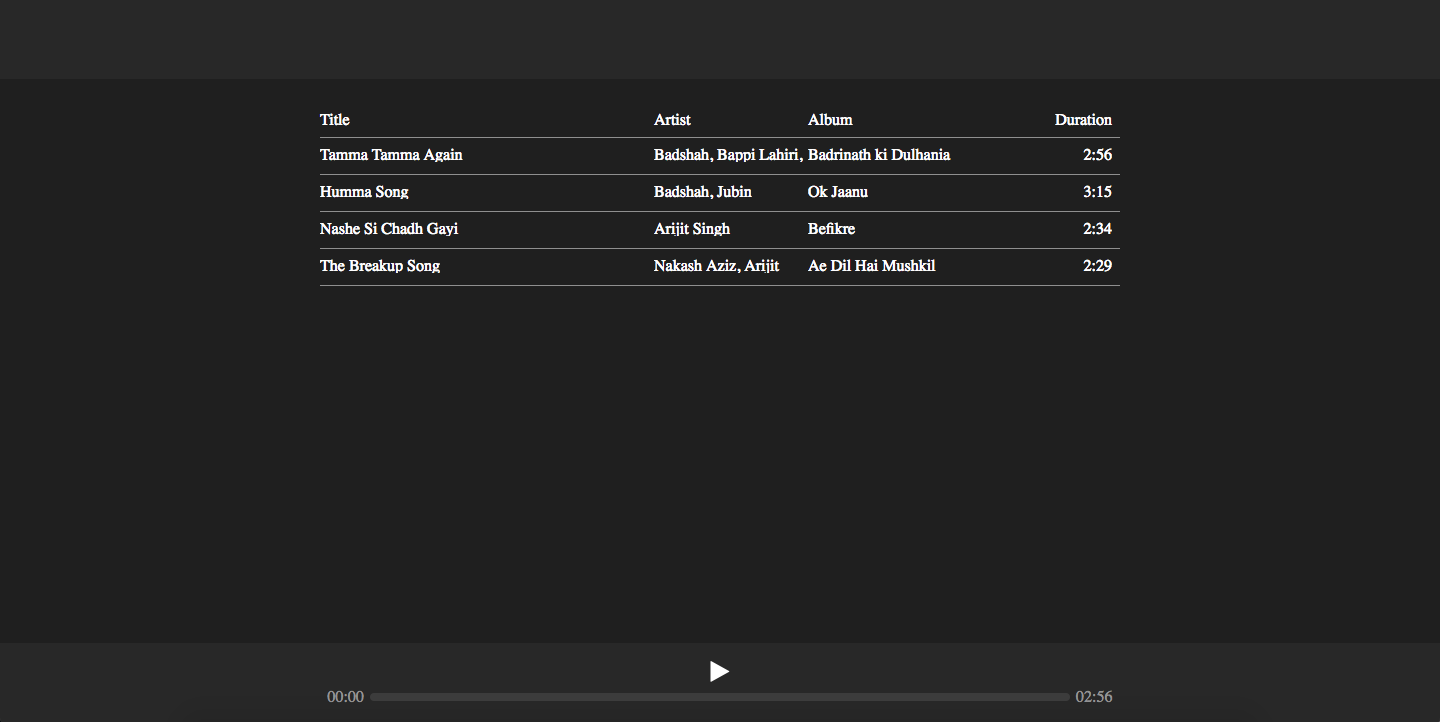 Title Artist Album Duration
Tamma Tamma Again Badshah, Bappi Lahiri, Badrinath ki Dulhania 2:56
Humma Song Badshah, Jubin Ok Jaanu 3:15
Nashe Si Chadh Gayi Arijit Singh Befikre 2:34
The Breakup Song Nakash Aziz, Arijit Ae Dil Hai Mushkil 2:29
00:00 02:56